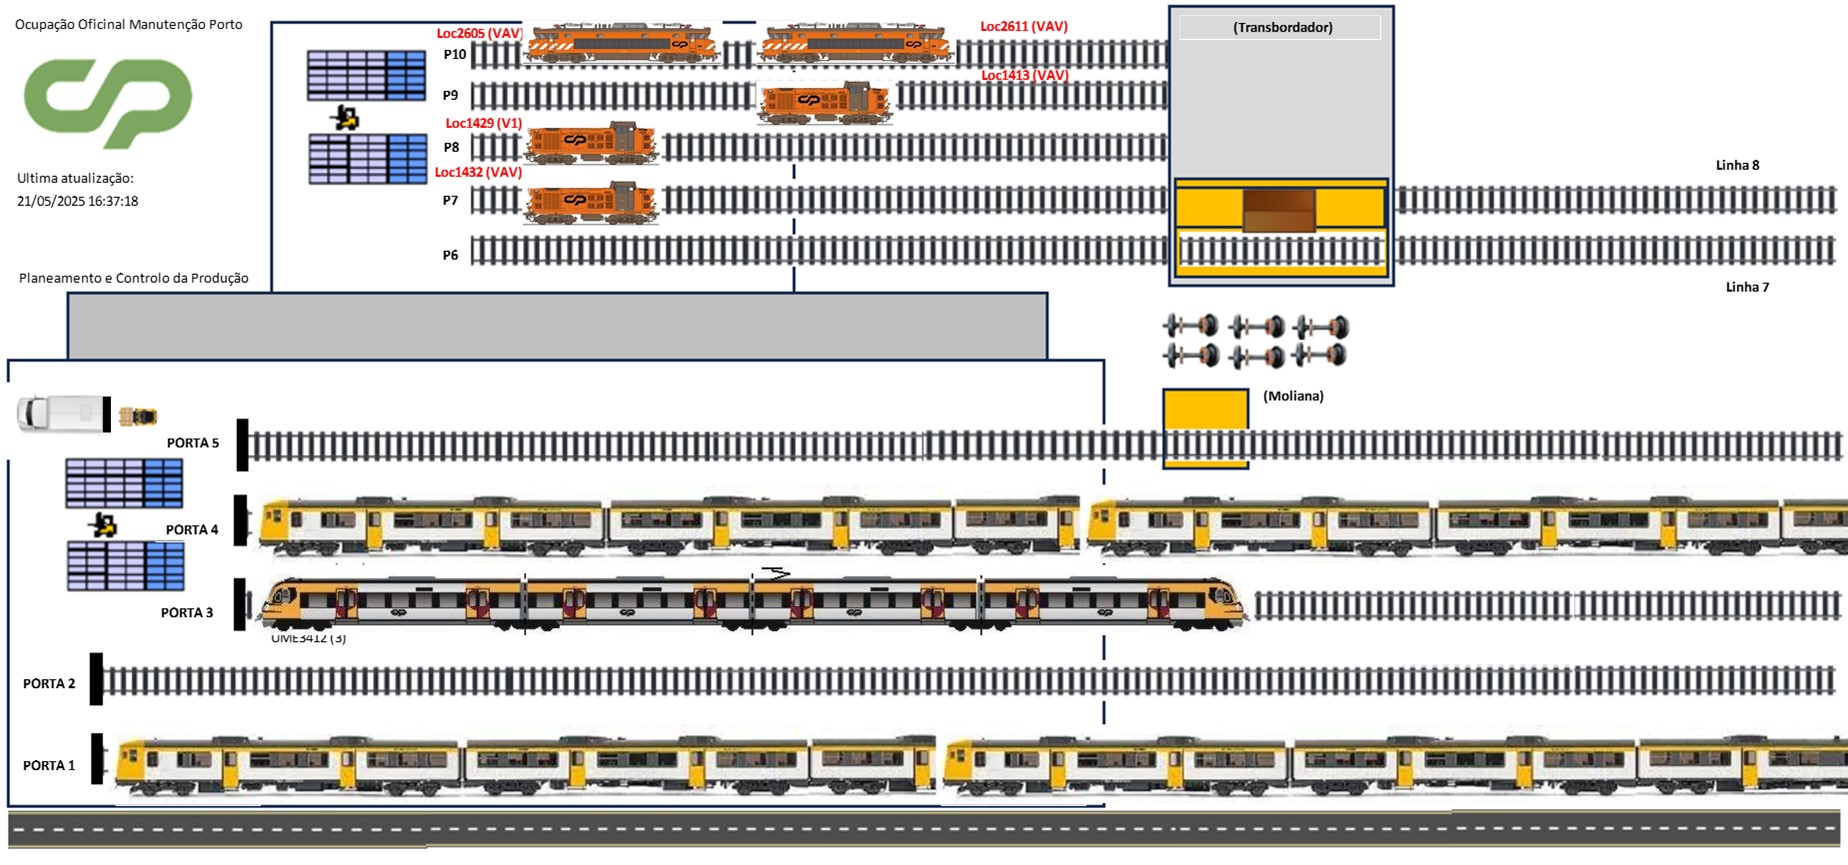 Ocupação Oficinal Manutenção Porto
Ultima atualização:
21/05/2025 16:37:18
Planeamento e Controlo da Produção
Loc2605 (VAV)
Loc2611 (VAV)
P10
Loc1413 (VAV)
P9
Loc1429 (V1)
P8
Loc1432 (VAV)
P7
P6
(Transbordador)
Linha 8
Linha 7
(Moliana)
PORTA 5
PORTA 4
PORTA 3
UME3412 (3)
PORTA 2
PORTA 1